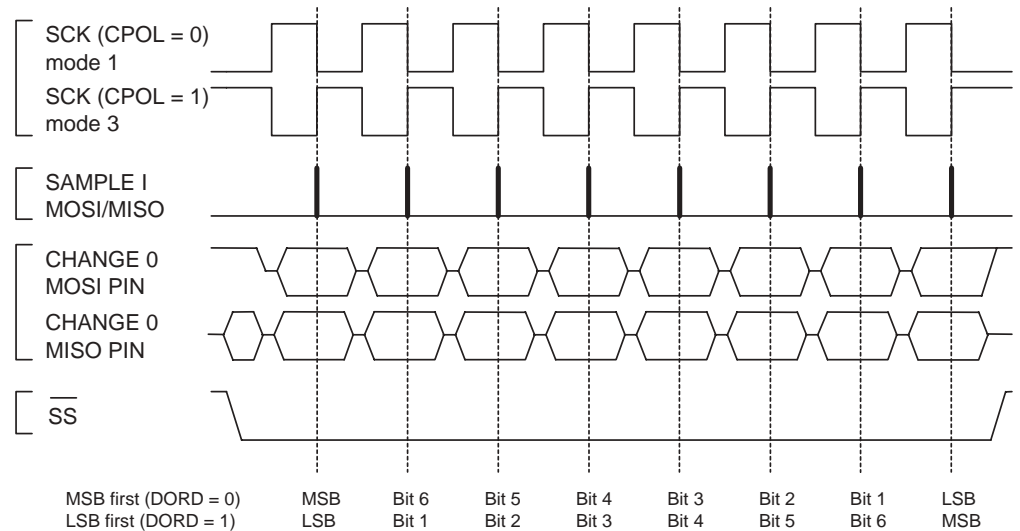 SCK (CPOL = 0)
mode 1
SCK (CPOL = 1)
mode 3
SAMPLE I
MOSI/MISO
CHANGE 0
MOSI PIN
CHANGE 0
MISO PIN
SS
MSB first (DORD = 0) MSB Bit 6 Bit 5 Bit 4 Bit 3 Bit 2 Bit 1 LSB
LSB first (DORD = 1) LSB Bit 1 Bit 2 Bit 3 Bit 4 Bit 5 Bit 6 MSB